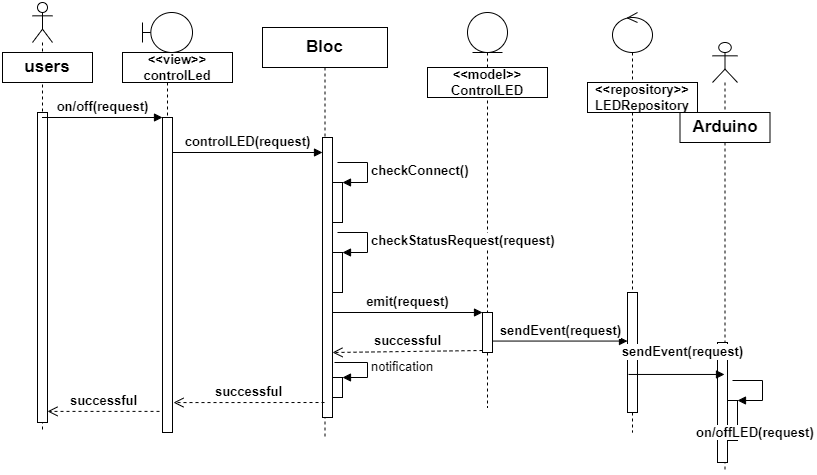 users
<<view>>
controlLed
Bloc
<<model>>
ControlLED
<<repository>>
LEDRepository
Arduino
on/off(request)
controlLED(request)
checkConnect()
checkStatusRequest(request)
emit(request)
sendEvent(request)
successful
sendEvent(request)
notification
successful
successful
on/offLED(request)